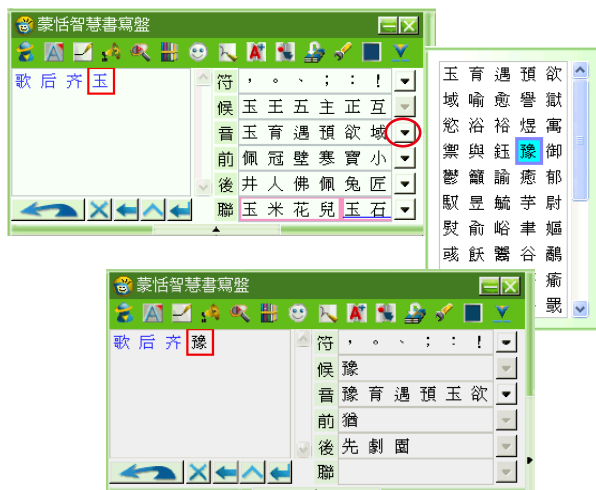 蒙恬智慧書寫盤
歌后齐玉
符 , 。 、 ; : !
候 玉 王 五 主 正 互
音 玉 育 遇 預 欲 域
前 佩 冠 壁 寒 寶 小
後 井 人 佛 佩 兔 匠
聯 玉米花兒 玉石
玉 育 遇 預 欲
域 喻 愈 譽 獄
慾 浴 裕 煜 寓
禦 與 鈺 豫 御
鬱 籲 諭 癒 郁
馭 昱 毓 芋 尉
熨 俞 峪 聿 嫗
彧 飫 鬻 谷 鷸
瘉
罭
蒙恬智慧書寫盤
歌后齐豫
符 , 。 、 ; : !
候 豫
音 豫 育 遇 預 玉 欲
前 猶
後 先 劇 園
聯